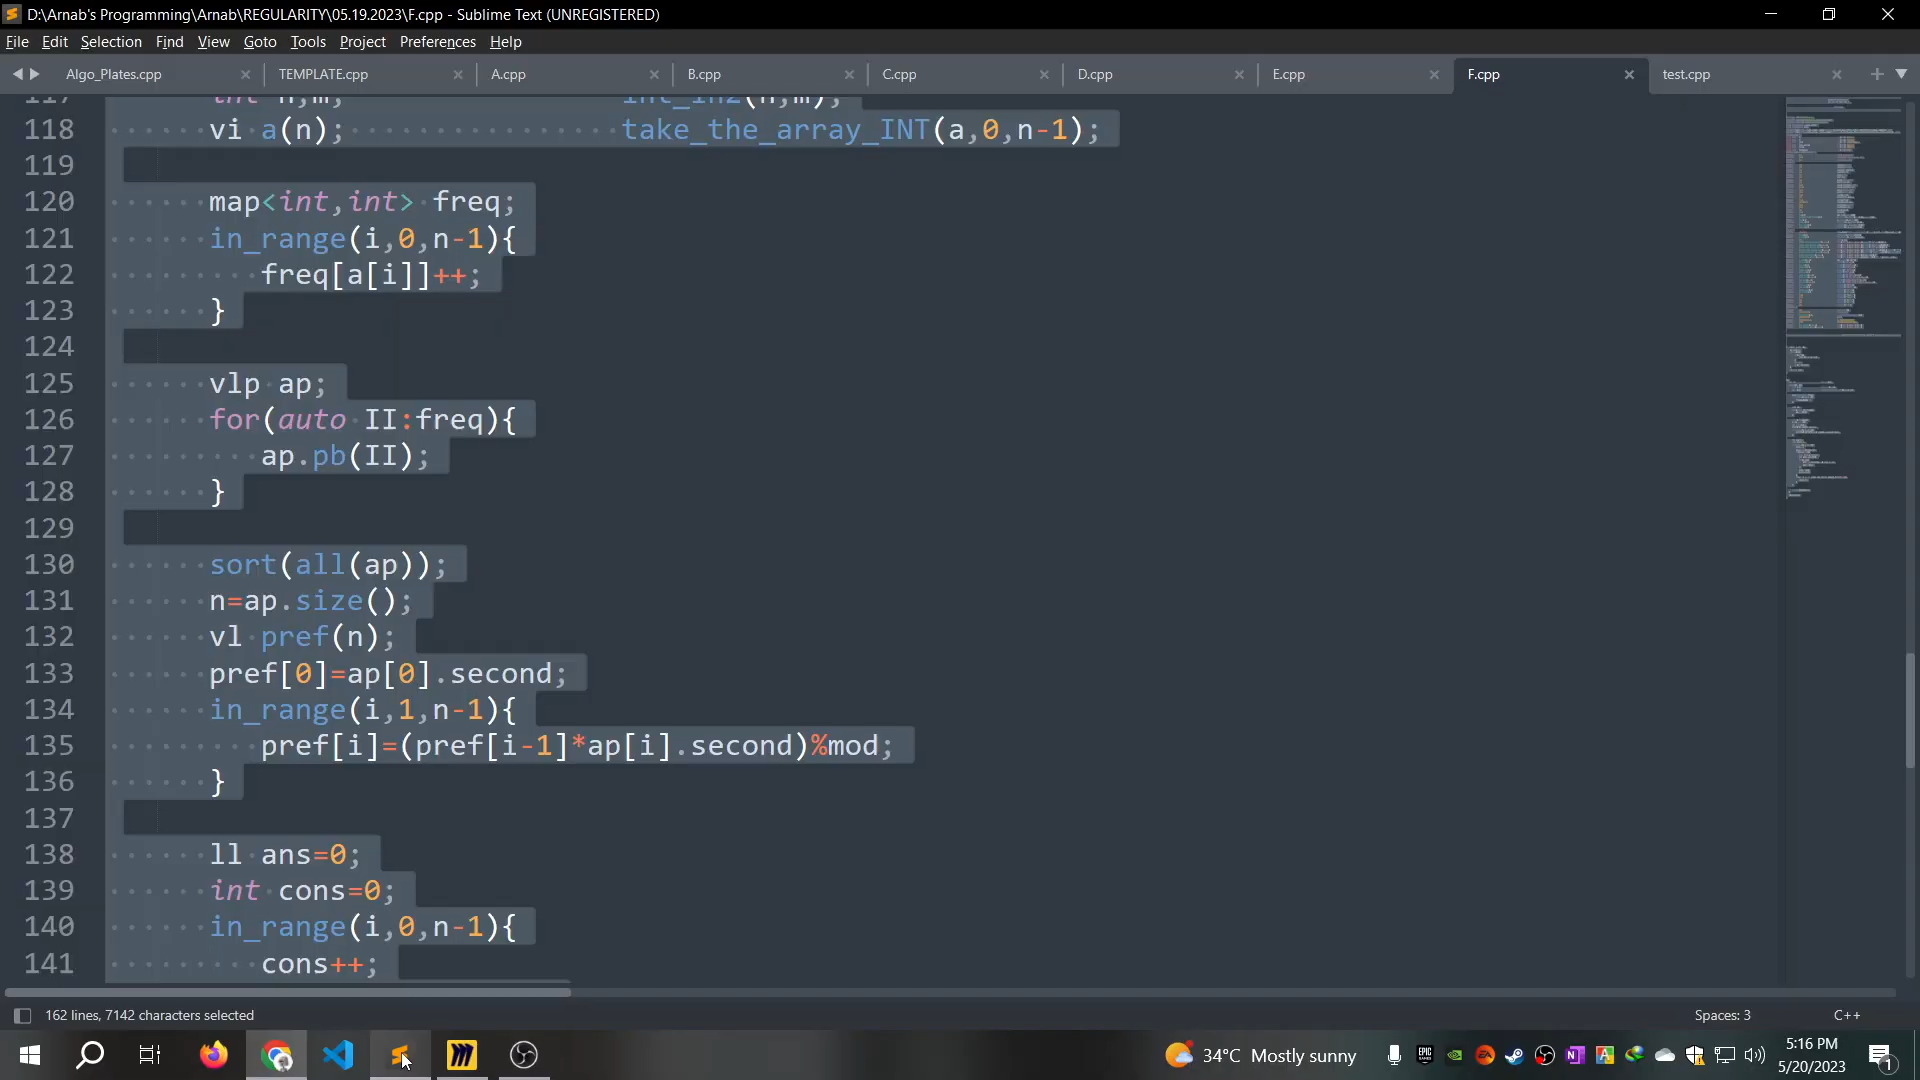 D:\Arnab's Programming\Arnab\REGULARITY\05.19.2023\F.cpp - Sublime Text (UNREGISTERED)
File Edit Selection Find View Goto Tools Project Preferences Help
Algo_Plates.cpp TEMPLATE.cpp A.cpp B.cpp C.cpp D.cpp E.cpp F.cpp test.cpp
117 int n,m; int_in2(n,m);
118 vi a(n); take_the_array_INT(a,0,n-1);
119
120 map<int,int> freq;
121 in_range(i,0,n-1){
122 freq[a[i]]++;
123 }
124
125 vlp ap;
126 for(auto II:freq){
127 ap.pb(II);
128 }
129
130 sort(all(ap));
131 n=ap.size();
132 vl pref(n);
133 pref[0]=ap[0].second;
134 in_range(i,1,n-1){
135 pref[i]=(pref[i-1]*ap[i].second)%mod;
136 }
137
138 ll ans=0;
139 int cons=0;
140 in_range(i,0,n-1){
141 cons++;
162 lines, 7142 characters selected Spaces: 3 C++
34°C Mostly sunny 5:16 PM
5/20/2023
1